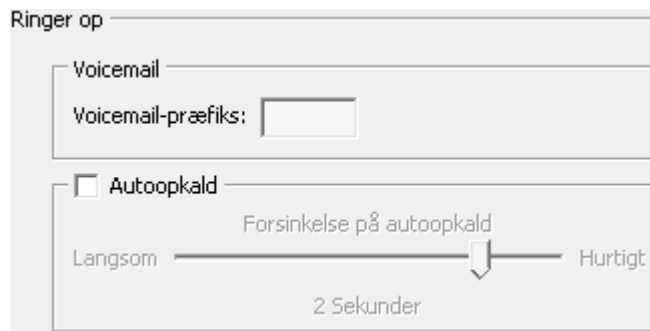 Ringer op
Voicemail
Voicemail-præfiks:
Autoopkald
Forsinkelse på autoopkald
Langsom Hurtigt
2 Sekunder